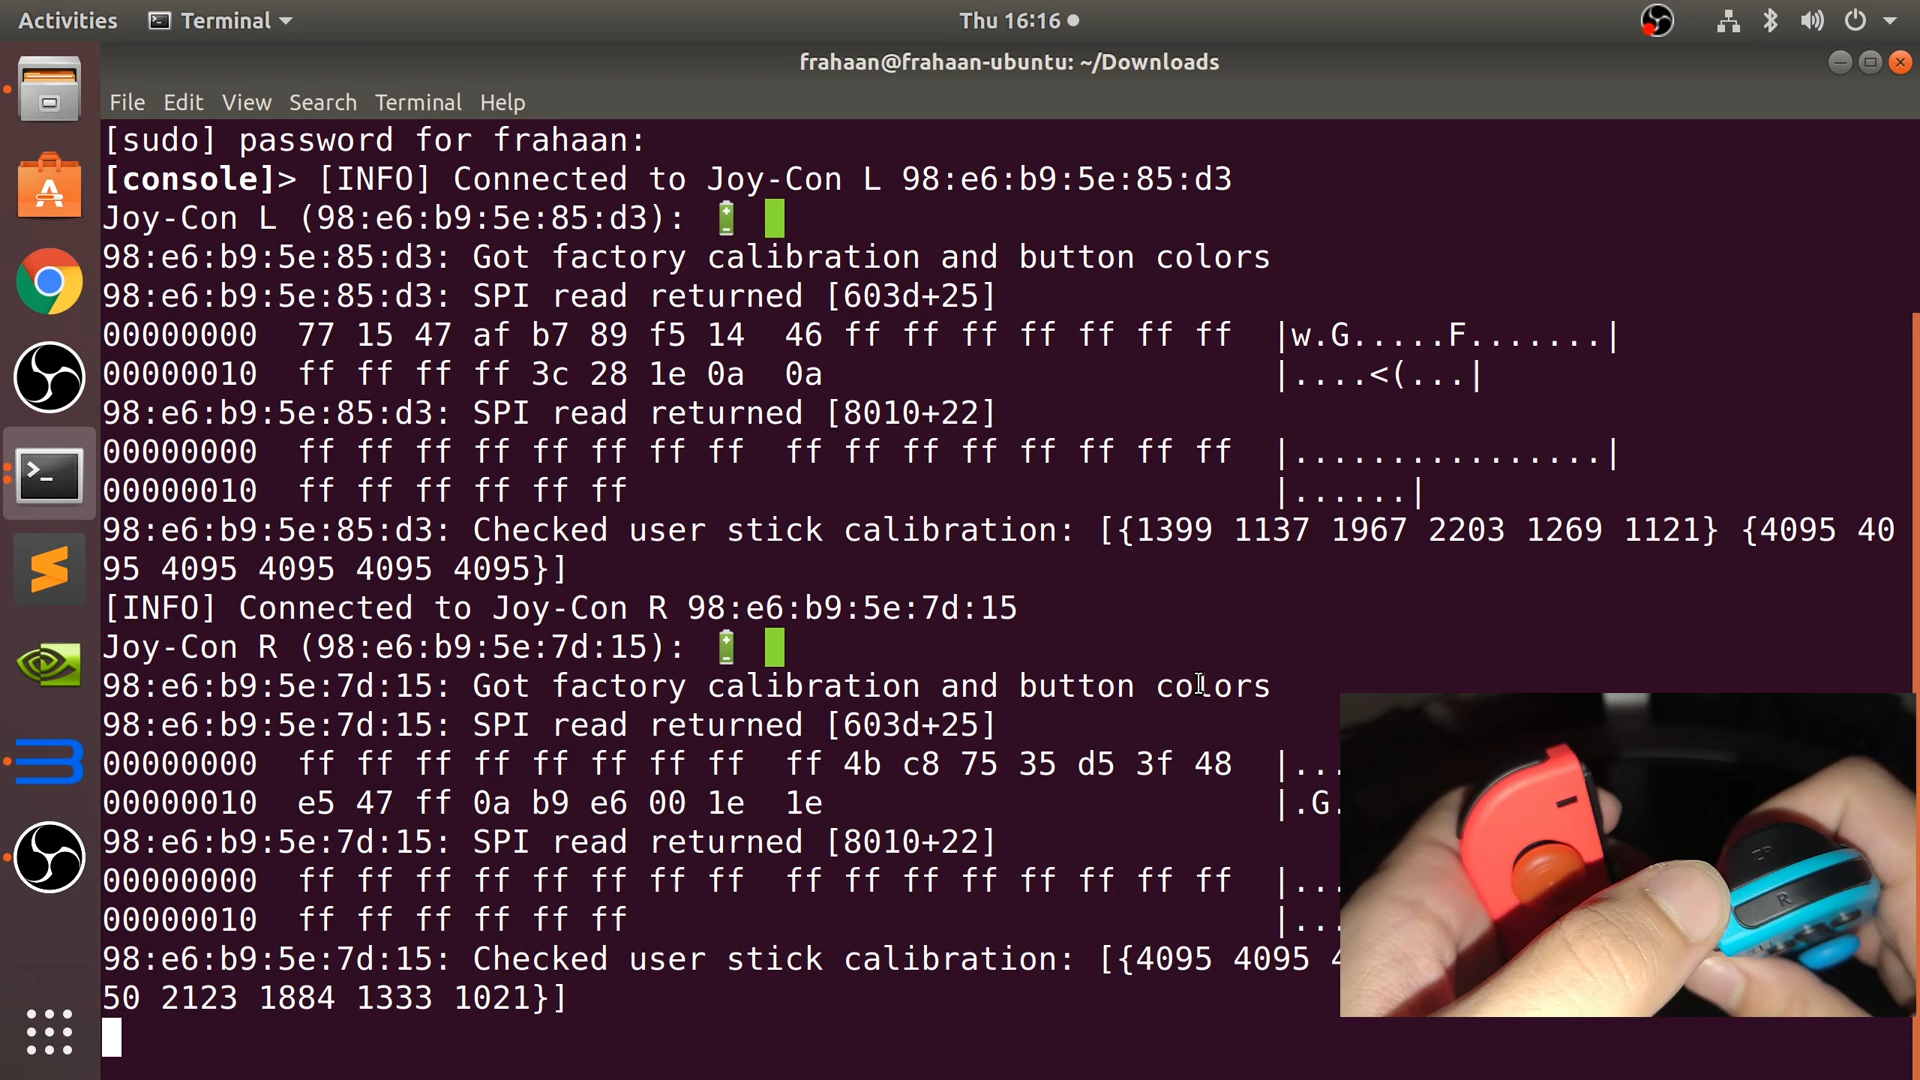 Activities Terminal Thu 16:16
frahaan@frahaan-ubuntu: ~/Downloads
File Edit View Search Terminal Help
[sudo] password for frahaan:
[console]> [INFO] Connected to Joy-Con L 98:e6:b9:5e:85:d3
Joy-Con L (98:e6:b9:5e:85:d3):
98:e6:b9:5e:85:d3: Got factory calibration and button colors
98:e6:b9:5e:85:d3: SPI read returned [603d+25]
00000000  77 15 47 af b7 89 f5 14  46 ff ff ff ff ff ff ff  |w.G.....F.......|
00000010  ff ff ff ff 3c 28 1e 0a  0a                       |....<(...|
98:e6:b9:5e:85:d3: SPI read returned [8010+22]
00000000  ff ff ff ff ff ff ff ff  ff ff ff ff ff ff ff ff  |................|
00000010  ff ff ff ff ff ff                                 |......|
98:e6:b9:5e:85:d3: Checked user stick calibration: [{1399 1137 1967 2203 1269 1121} {4095 40
95 4095 4095 4095 4095}]
[INFO] Connected to Joy-Con R 98:e6:b9:5e:7d:15
Joy-Con R (98:e6:b9:5e:7d:15):
98:e6:b9:5e:7d:15: Got factory calibration and button colors
98:e6:b9:5e:7d:15: SPI read returned [603d+25]
00000000  ff ff ff ff ff ff ff ff  ff 4b c8 75 35 d5 3f 48  |...
00000010  e5 47 ff 0a b9 e6 00 1e  1e                       |.G.
98:e6:b9:5e:7d:15: SPI read returned [8010+22]
00000000  ff ff ff ff ff ff ff ff  ff ff ff ff ff ff ff ff  |...
00000010  ff ff ff ff ff ff                                 |...
98:e6:b9:5e:7d:15: Checked user stick calibration: [{4095 4095
50 2123 1884 1333 1021}]
ZR
R